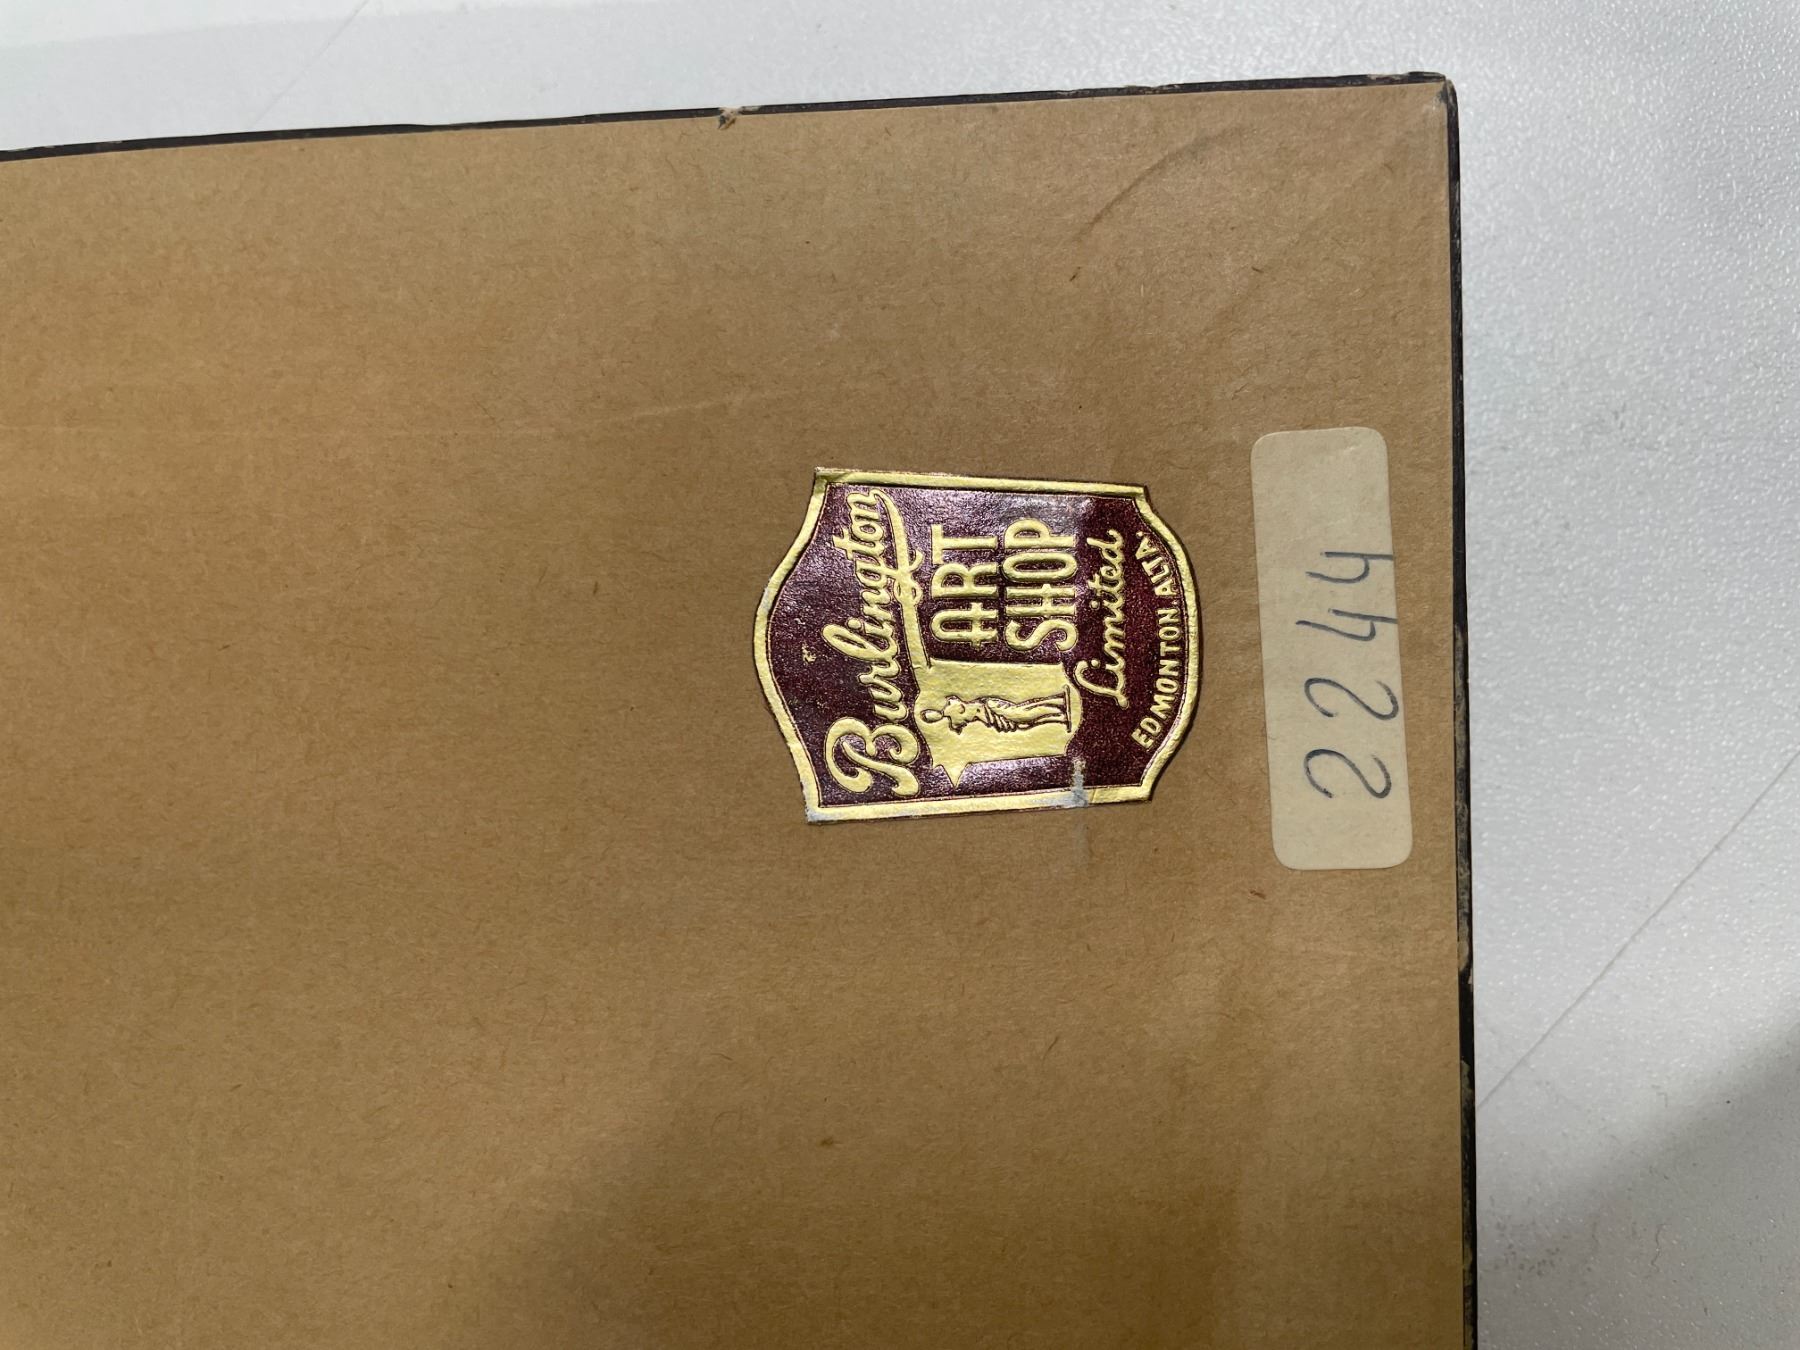 Burlington
ART
SHOP
Limited
EDMONTON, ALTA.
2244